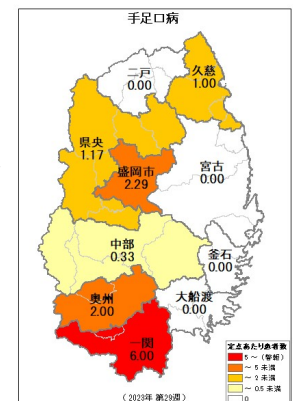 手足口病
二戸
0.00
久慈
1.00
県央
1.17
盛岡市
2.29
宮古
0.00
中部
0.33
釜石
0.00
奥州
2.00
大船渡
0.00
一関
6.00
定点あたり患者数
5～（警報）
～5未満
～2未満
～0.5未満
0
（2023年 第29週）